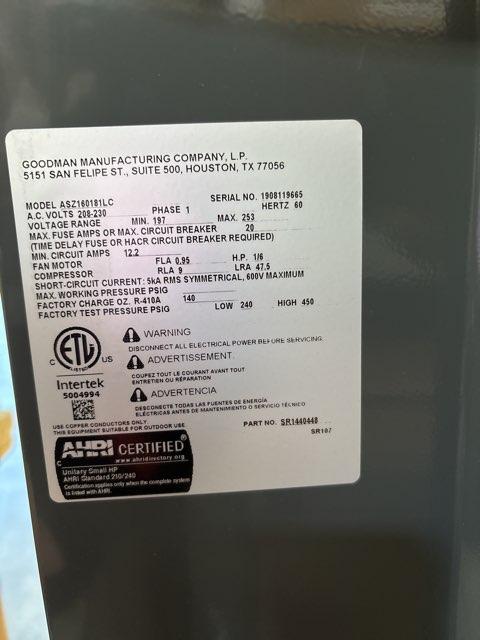 GOODMAN MANUFACTURING COMPANY, L.P.
5151 SAN FELIPE ST., SUITE 500, HOUSTON, TX 77056
MODEL ASZ160181LC SERIAL NO. 1908119665
A.C. VOLTS 208-230 PHASE 1 HERTZ 60
VOLTAGE RANGE MIN. 197 MAX. 253
MAX. FUSE AMPS OR MAX. CIRCUIT BREAKER 20
(TIME DELAY FUSE OR HACR CIRCUIT BREAKER REQUIRED)
MIN. CIRCUIT AMPS 12.2
FAN MOTOR FLA 0.95 HP. 1/6
COMPRESSOR RLA 9 LRA 47.5
SHORT-CIRCUIT CURRENT: 5kA RMS SYMMETRICAL, 600V MAXIMUM
MAX. WORKING PRESSURE PSIG
FACTORY CHARGE OZ. R-410A 140
FACTORY TEST PRESSURE PSIG LOW 240 HIGH 450
WARNING
DISCONNECT ALL ELECTRICAL POWER BEFORE SERVICING.
ADVERTISSEMENT.
COUPEZ TOUT LE COURANT AVANT TOUT
ENTRETIEN OU RÉPARATION
ADVERTENCIA
DESCONECTE TODAS LAS FUENTES DE ENERGÍA
ELÉCTRICAS ANTES DE MANTENIMIENTO O SERVICIO TÉCNICO
C ETL US
LISTED
Intertek
5004994
USE COPPER CONDUCTORS ONLY.
THIS EQUIPMENT SUITABLE FOR OUTDOOR USE.
PART NO. SR1440448
SR107
C AHRI CERTIFIED®
www.ahridirectory.org
Unitary Small HP
AHRI Standard 210/240
Certification applies only when the complete system
is listed with AHRI.